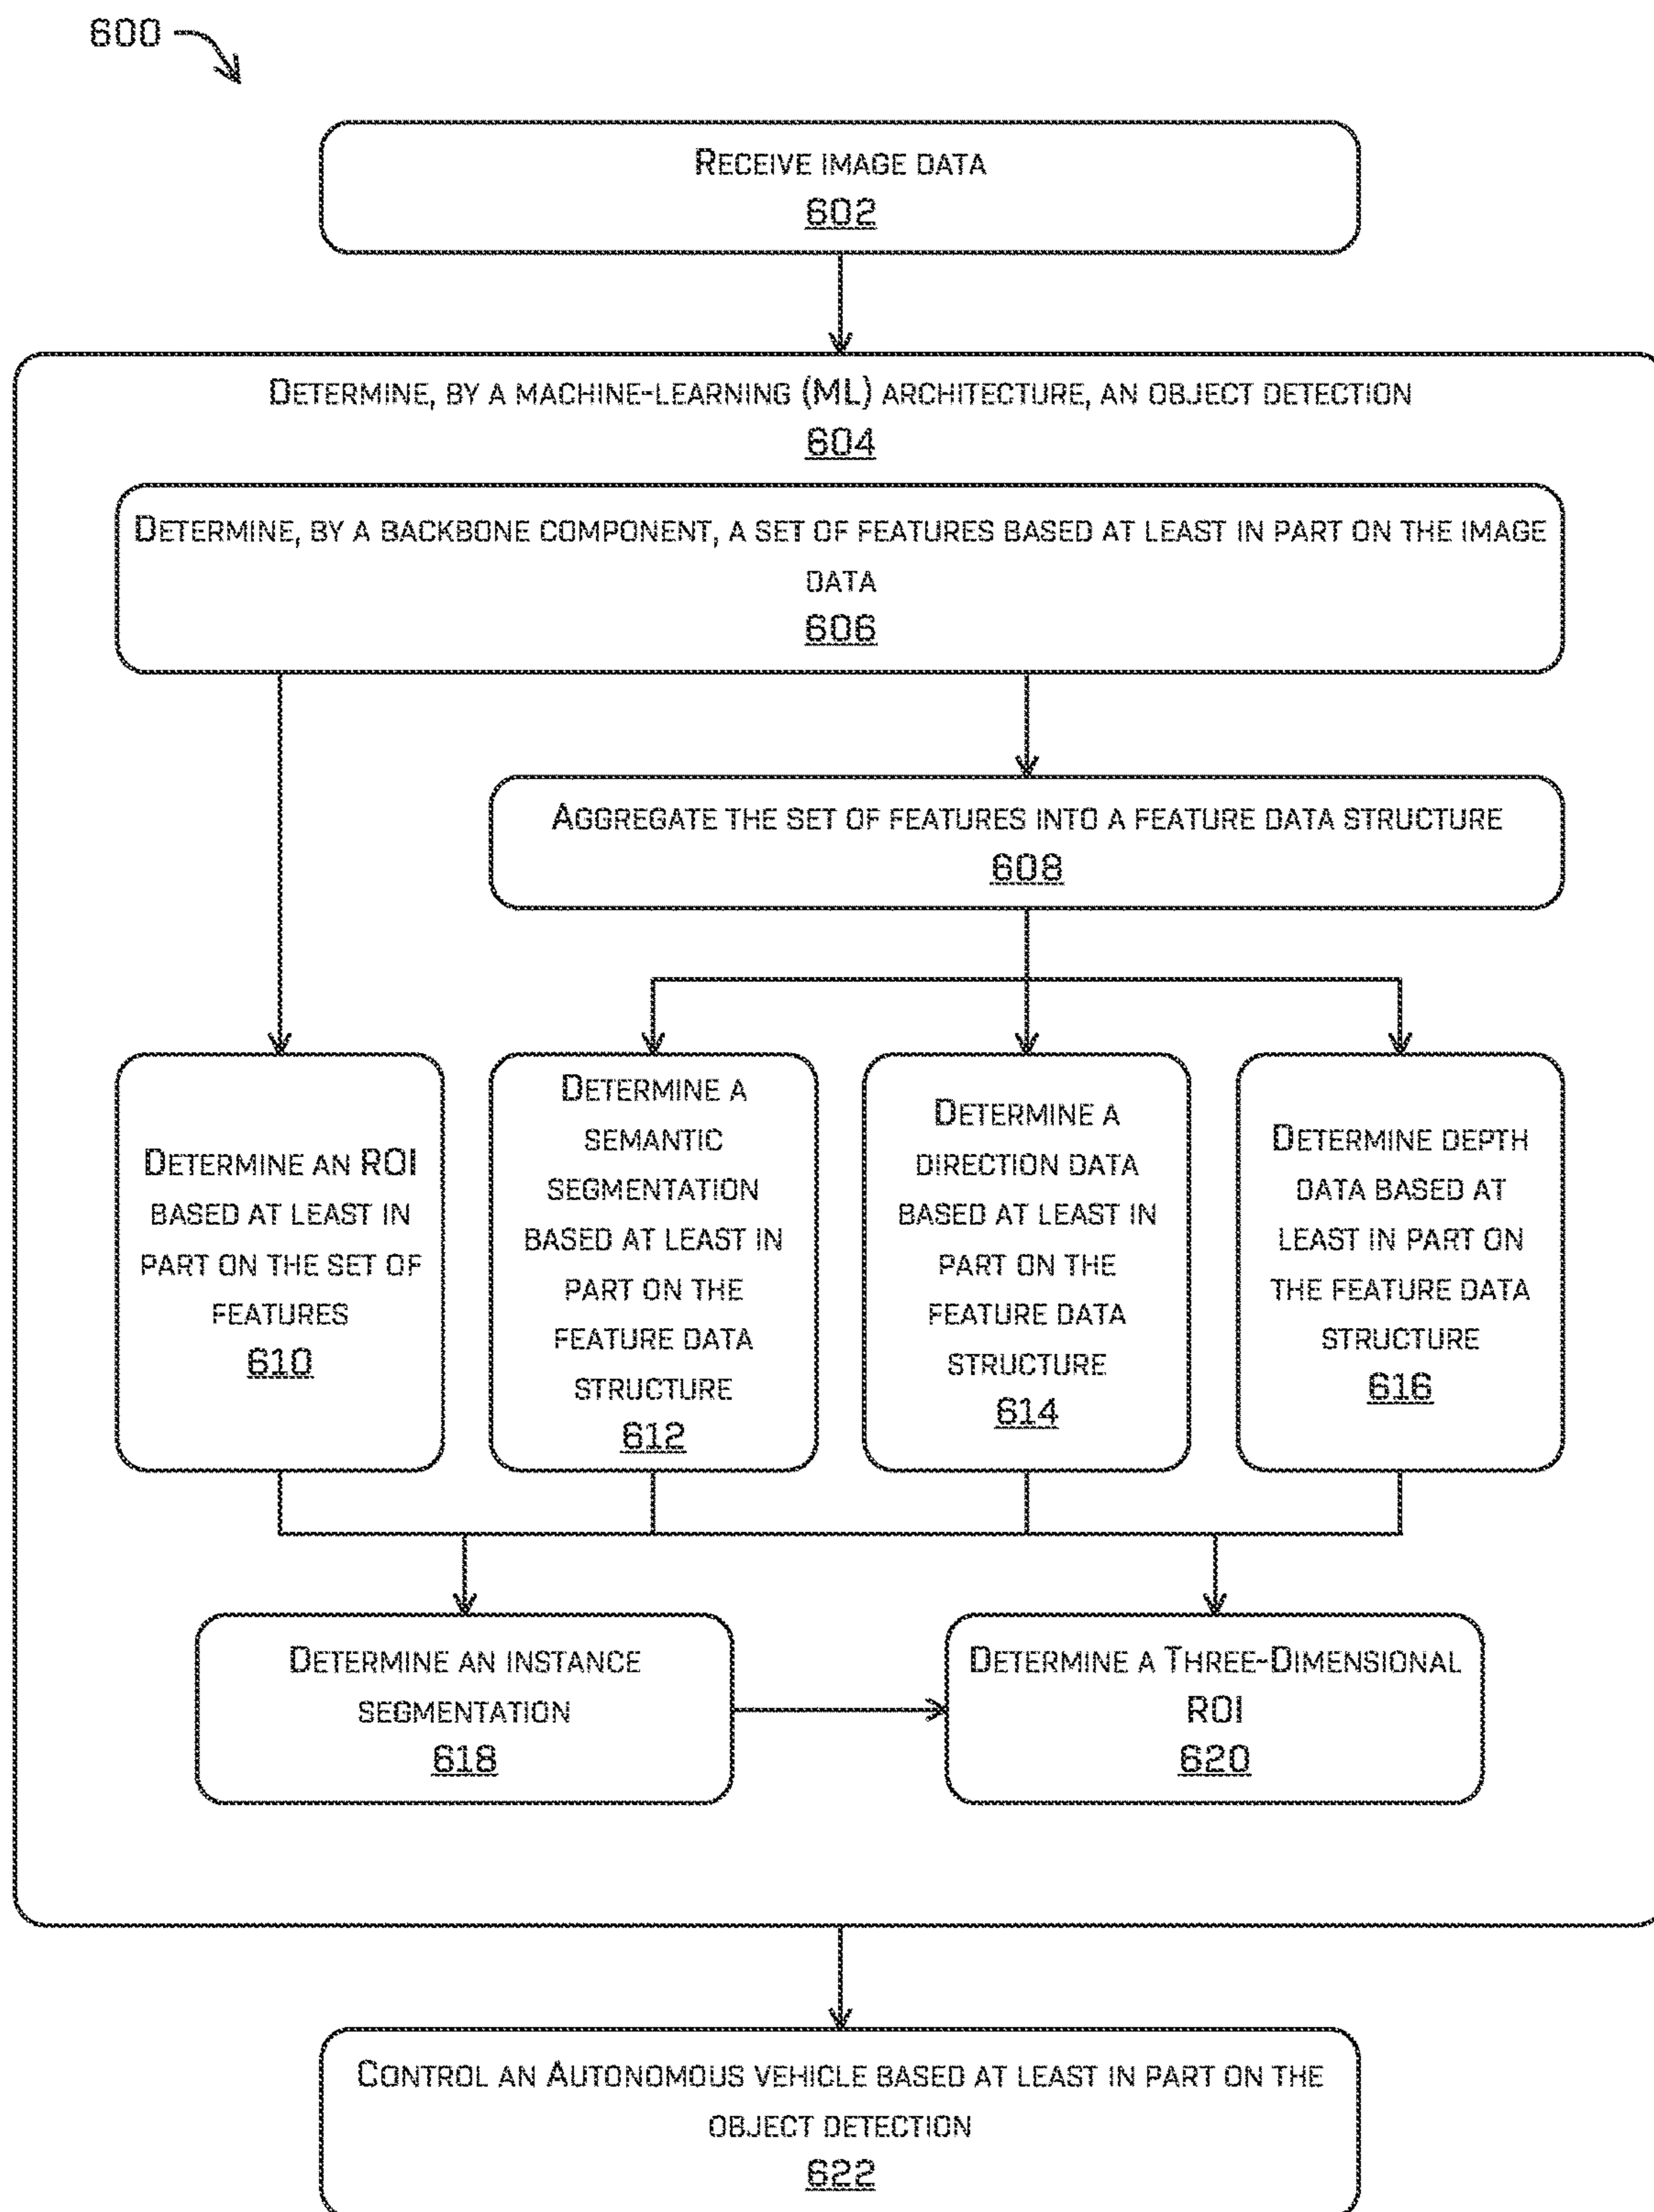 600
RECEIVE IMAGE DATA
602
DETERMINE, BY A MACHINE-LEARNING (ML) ARCHITECTURE, AN OBJECT DETECTION
604
DETERMINE, BY A BACKBONE COMPONENT, A SET OF FEATURES BASED AT LEAST IN PART ON THE IMAGE
DATA
606
AGGREGATE THE SET OF FEATURES INTO A FEATURE DATA STRUCTURE
608
DETERMINE AN ROI
BASED AT LEAST IN
PART ON THE SET OF
FEATURES
610
DETERMINE A
SEMANTIC
SEGMENTATION
BASED AT LEAST IN
PART ON THE
FEATURE DATA
STRUCTURE
612
DETERMINE A
DIRECTION DATA
BASED AT LEAST IN
PART ON THE
FEATURE DATA
STRUCTURE
614
DETERMINE DEPTH
DATA BASED AT
LEAST IN PART ON
THE FEATURE DATA
STRUCTURE
616
DETERMINE AN INSTANCE
SEGMENTATION
618
DETERMINE A THREE-DIMENSIONAL
ROI
620
CONTROL AN AUTONOMOUS VEHICLE BASED AT LEAST IN PART ON THE
OBJECT DETECTION
622